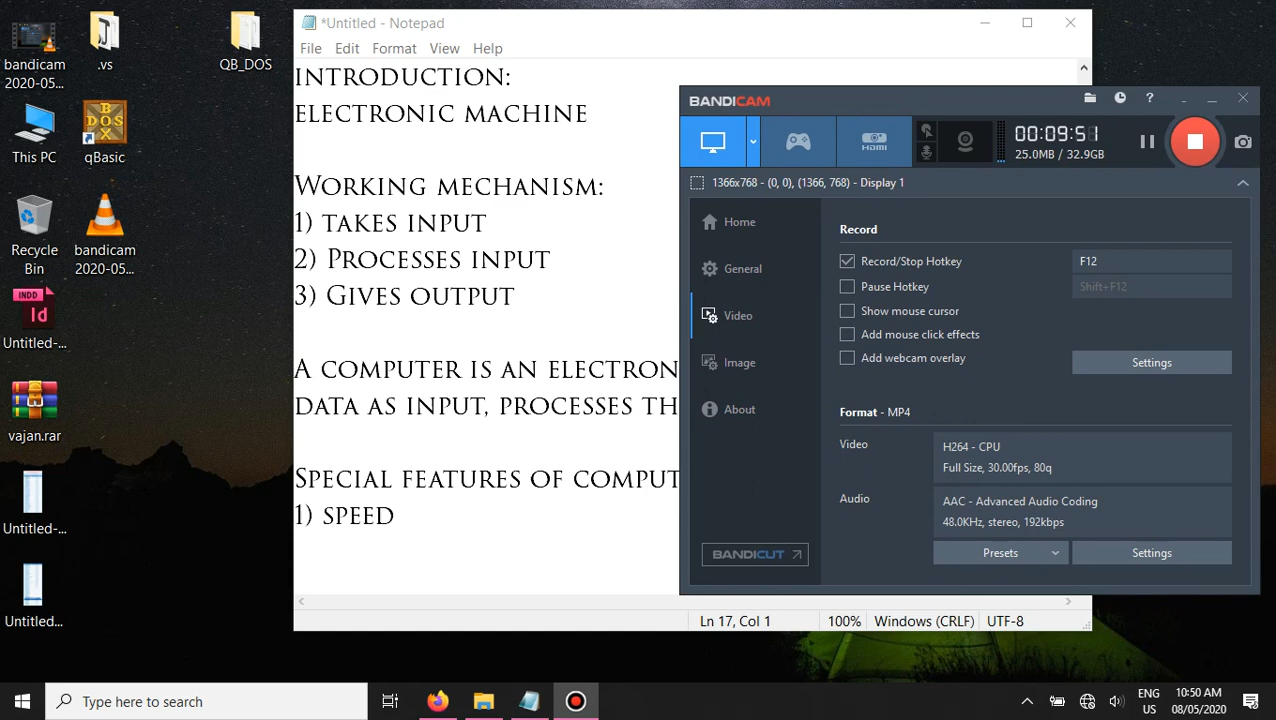 bandicam
2020-05...
.vs
QB_DOS
This PC
qBasic
Recycle
Bin
bandicam
2020-05...
Untitled-...
vajan.rar
Untitled-...
Untitled...
*Untitled - Notepad
File Edit Format View Help
INTRODUCTION:
ELECTRONIC MACHINE
WORKING MECHANISM:
1) TAKES INPUT
2) PROCESSES INPUT
3) GIVES OUTPUT
A COMPUTER IS AN ELECTRON
DATA AS INPUT, PROCESSES TH
SPECIAL FEATURES OF COMPUT
1) SPEED
Ln 17, Col 1 100% Windows (CRLF) UTF-8
BANDICAM
HDMI
00:09:51
25.0MB / 32.9GB
1366x768 - (0, 0), (1366, 768) - Display 1
Home
General
Video
Image
About
BANDICUT
Record
Record/Stop Hotkey F12
Pause Hotkey Shift+F12
Show mouse cursor
Add mouse click effects
Add webcam overlay
Settings
Format - MP4
Video
H264 - CPU
Full Size, 30.00fps, 80q
Audio
AAC - Advanced Audio Coding
48.0KHz, stereo, 192kbps
Presets Settings
Type here to search
ENG
US
10:50 AM
08/05/2020